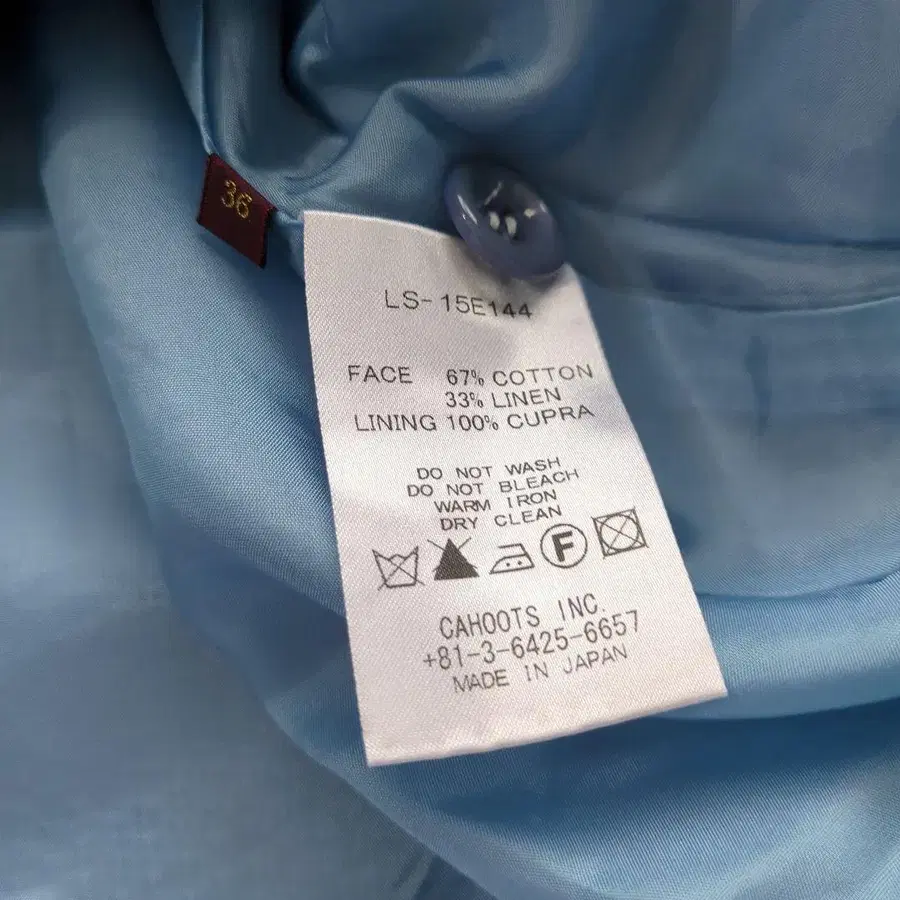 36
LS-15E144
FACE 67% COTTON
33% LINEN
LINING 100% CUPRA
DO NOT WASH
DO NOT BLEACH
WARM IRON
DRY CLEAN
F
CAHOOTS INC.
+81-3-6425-6657
MADE IN JAPAN